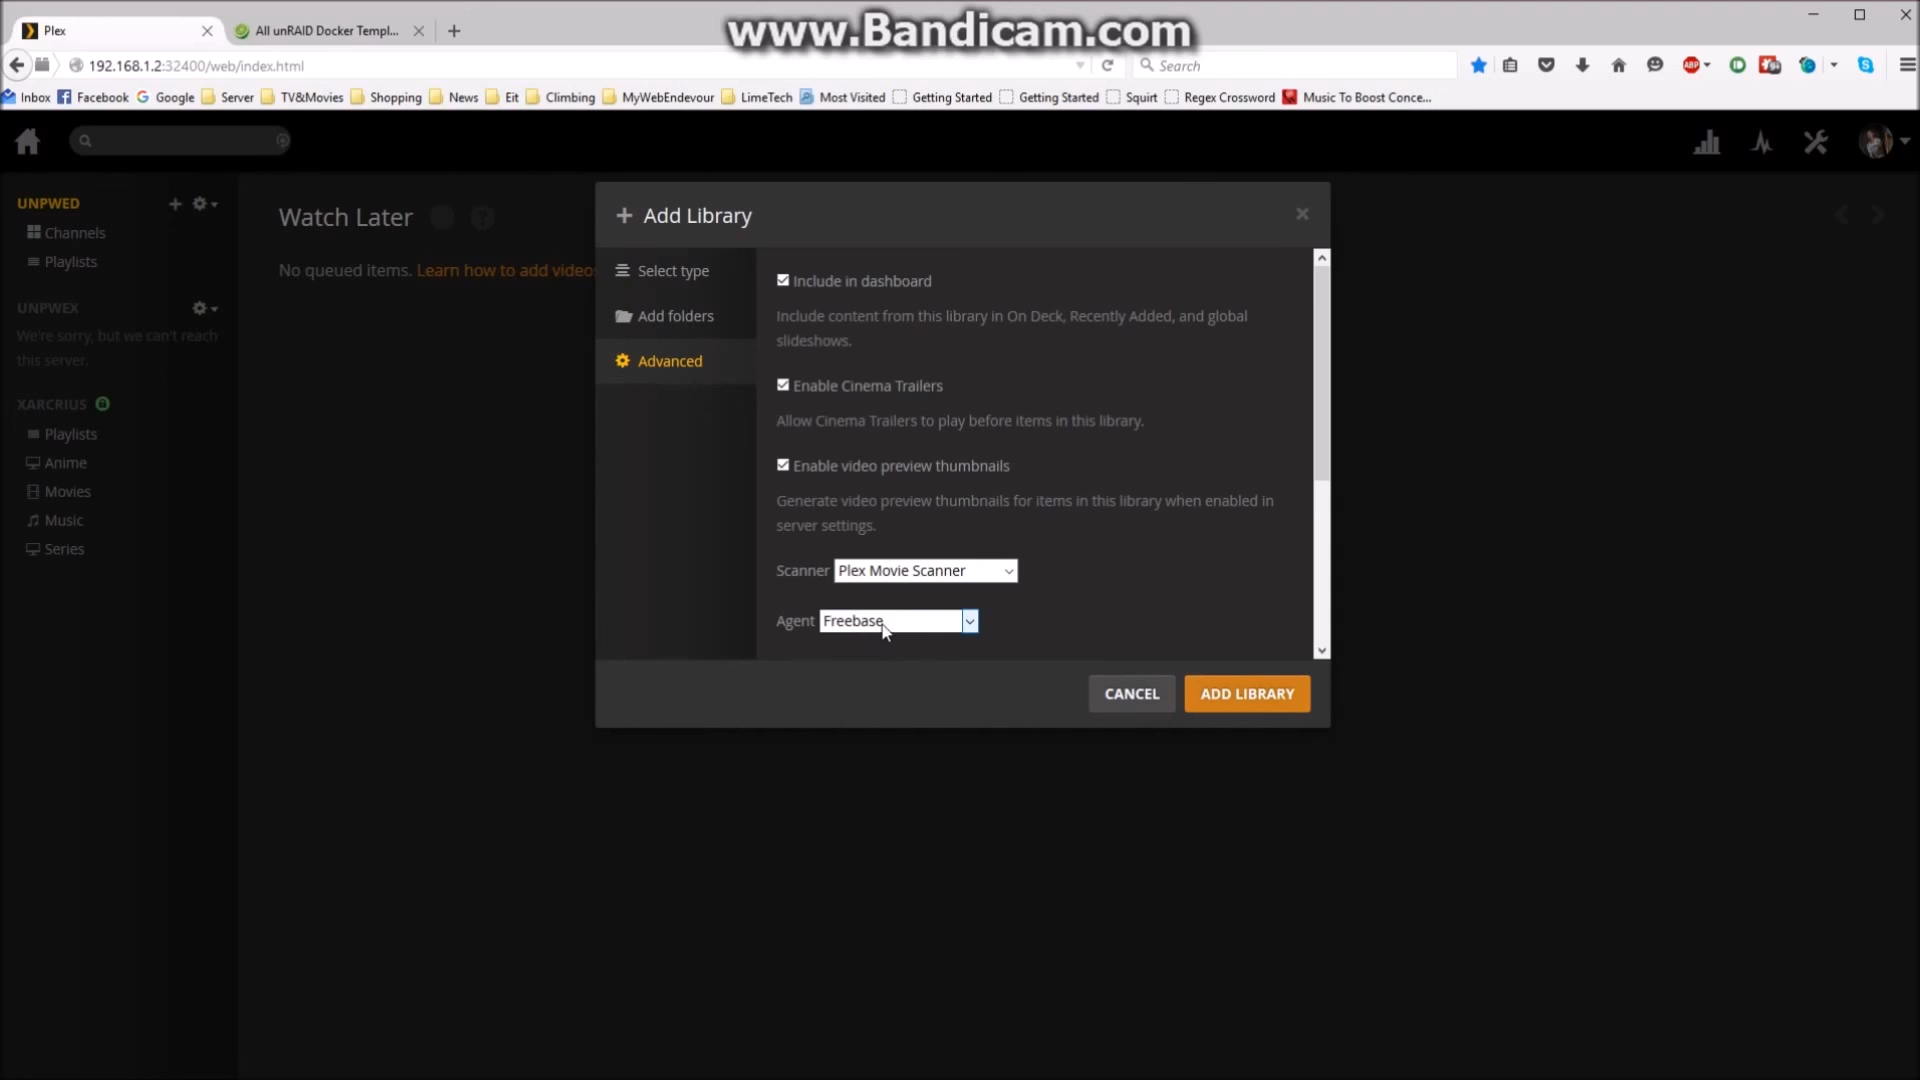 www.Bandicam.com
Plex
All unRAID Docker Templ...
192.168.1.2:32400/web/index.html
Search
Inbox Facebook Google Server TV&Movies Shopping News Eit Climbing MyWebEndevour LimeTech Most Visited Getting Started Getting Started Squirt Regex Crossword Music To Boost Conce...
UNPWED
Channels
Playlists
UNPWEX
We're sorry, but we can't reach
this server.
XARCRIUS
Playlists
Anime
Movies
Music
Series
Watch Later
No queued items. Learn how to add videos
Add Library
Select type
Add folders
Advanced
Include in dashboard
Include content from this library in On Deck, Recently Added, and global
slideshows.
Enable Cinema Trailers
Allow Cinema Trailers to play before items in this library.
Enable video preview thumbnails
Generate video preview thumbnails for items in this library when enabled in
server settings.
Scanner Plex Movie Scanner
Agent Freebase
CANCEL ADD LIBRARY